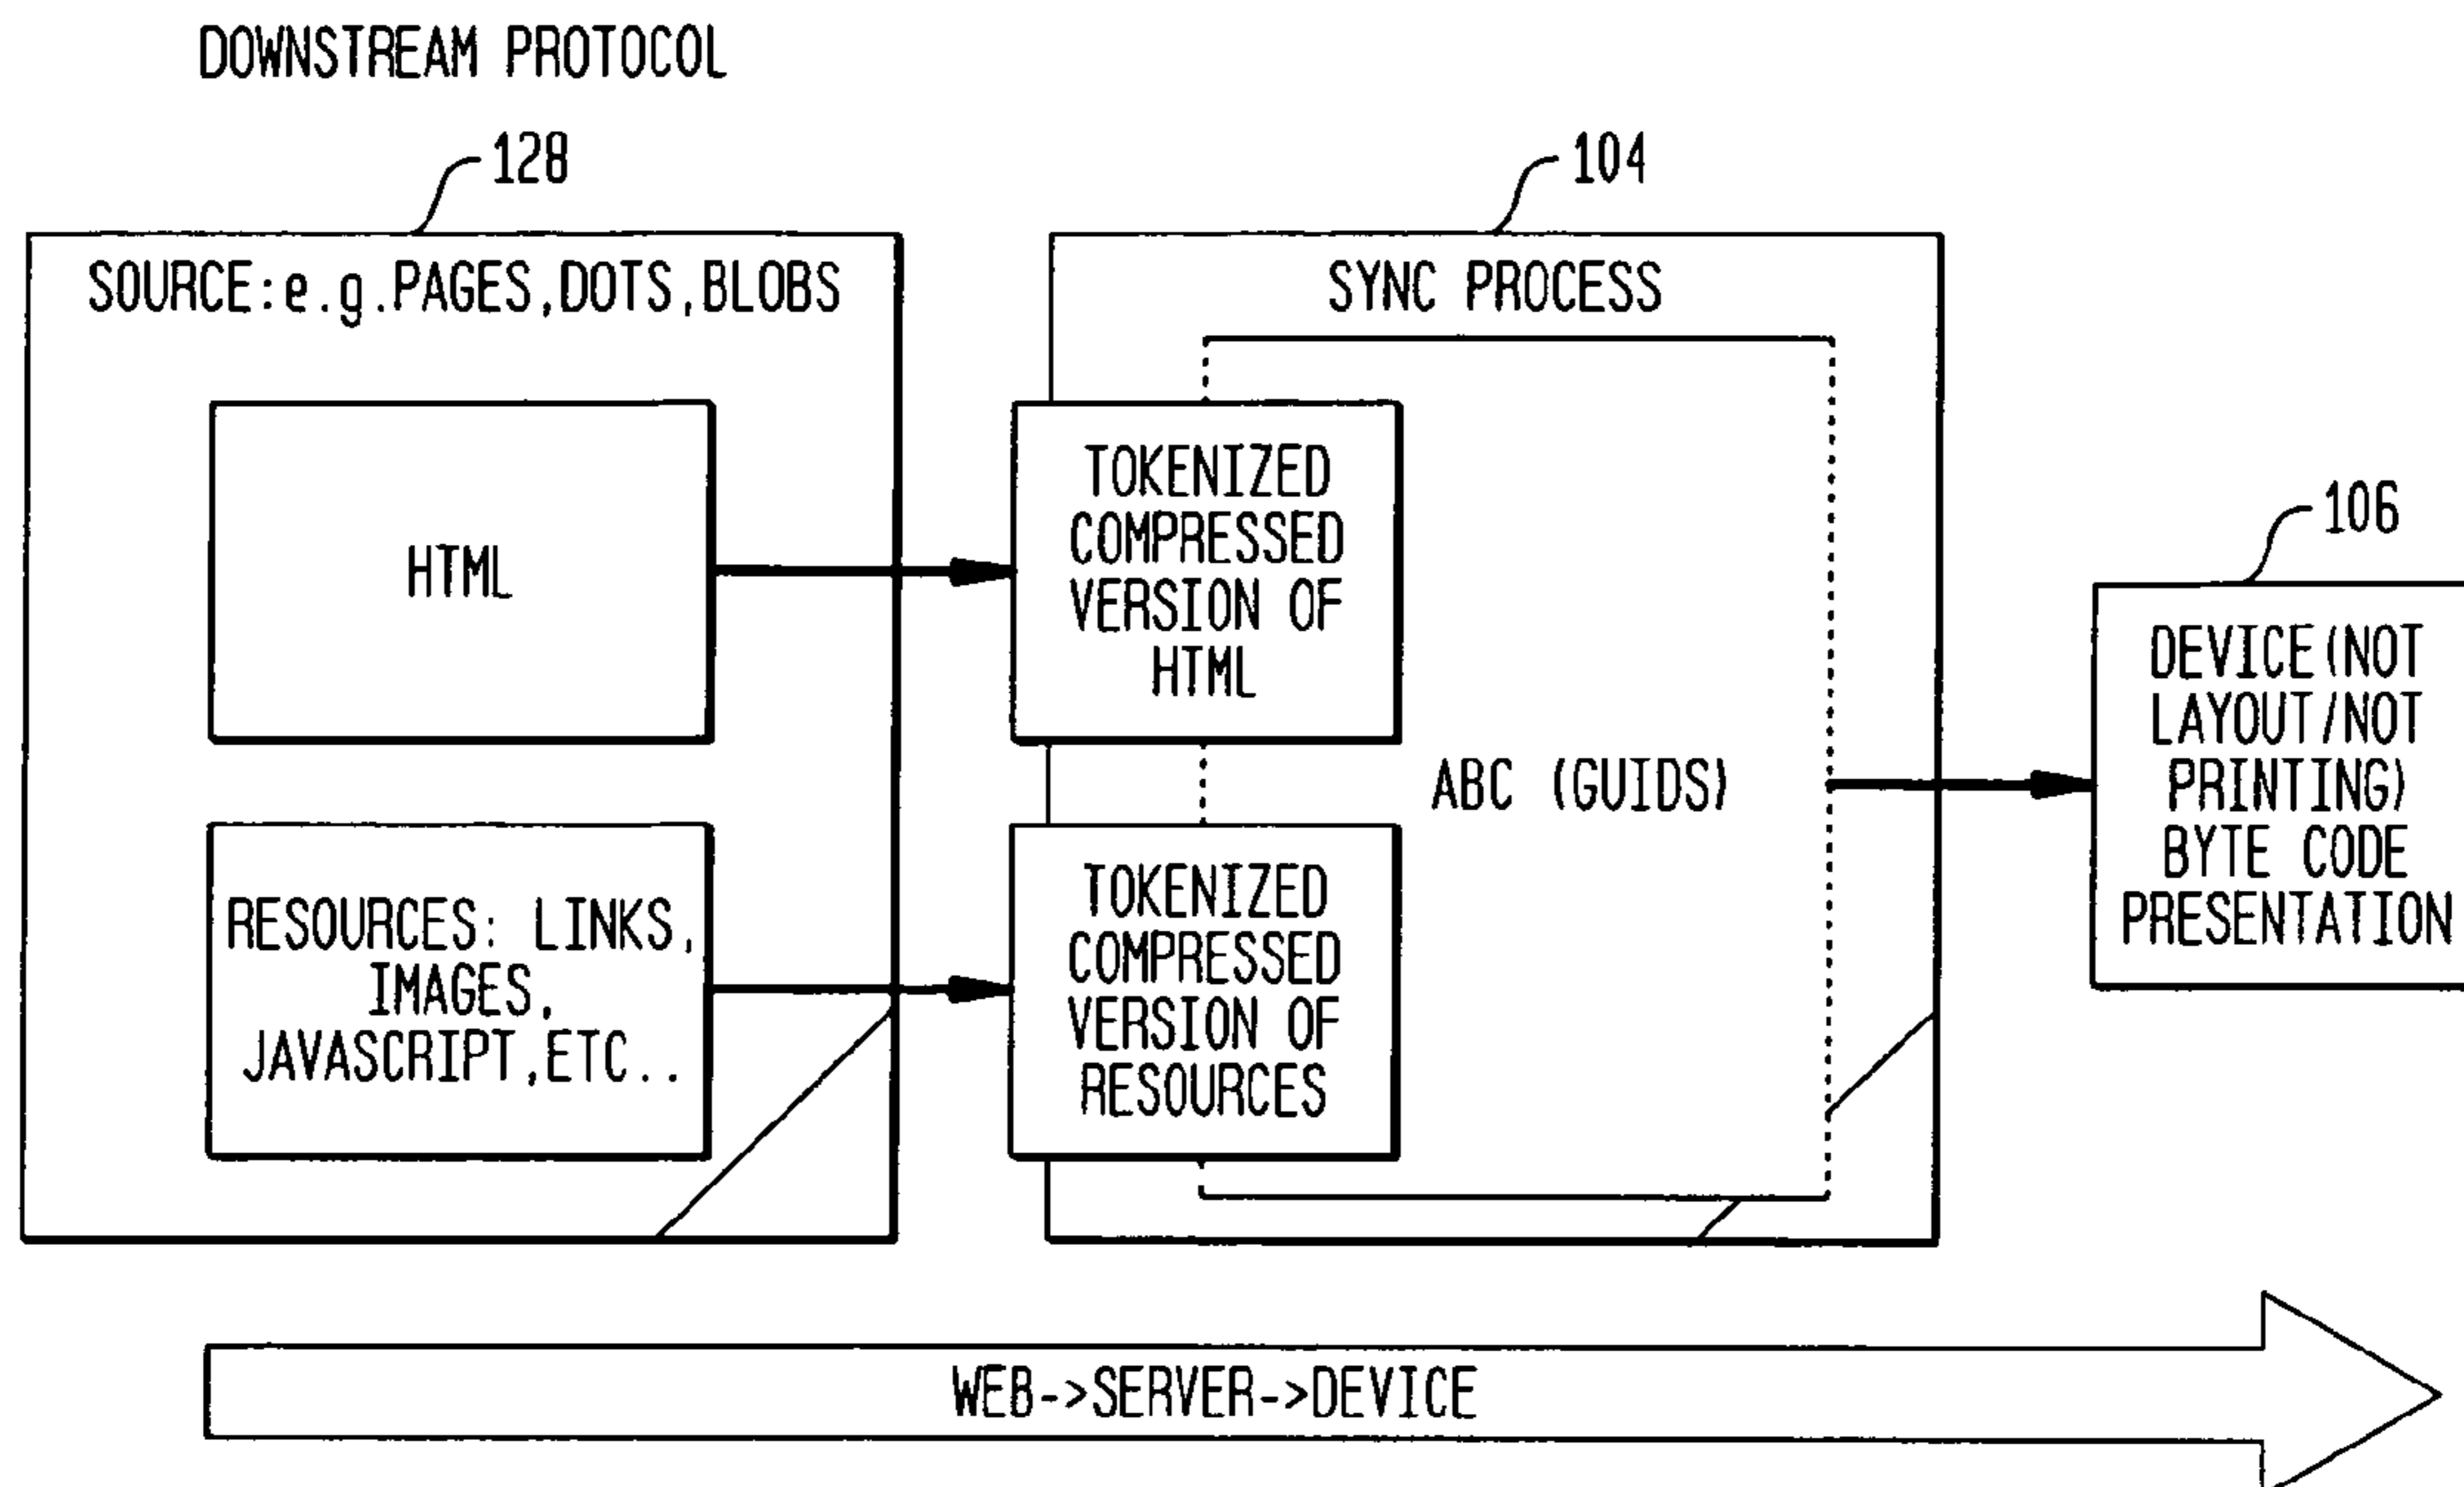 DOWNSTREAM PROTOCOL
128
104
SOURCE:e.g.PAGES,DOTS,BLOBS
SYNC PROCESS
HTML
TOKENIZED
COMPRESSED
VERSION OF
HTML
106
DEVICE(NOT
LAYOUT/NOT
PRINTING)
BYTE CODE
PRESENTATION
ABC (GUIDS)
RESOURCES: LINKS,
IMAGES,
JAVASCRIPT,ETC..
TOKENIZED
COMPRESSED
VERSION OF
RESOURCES
WEB->SERVER->DEVICE